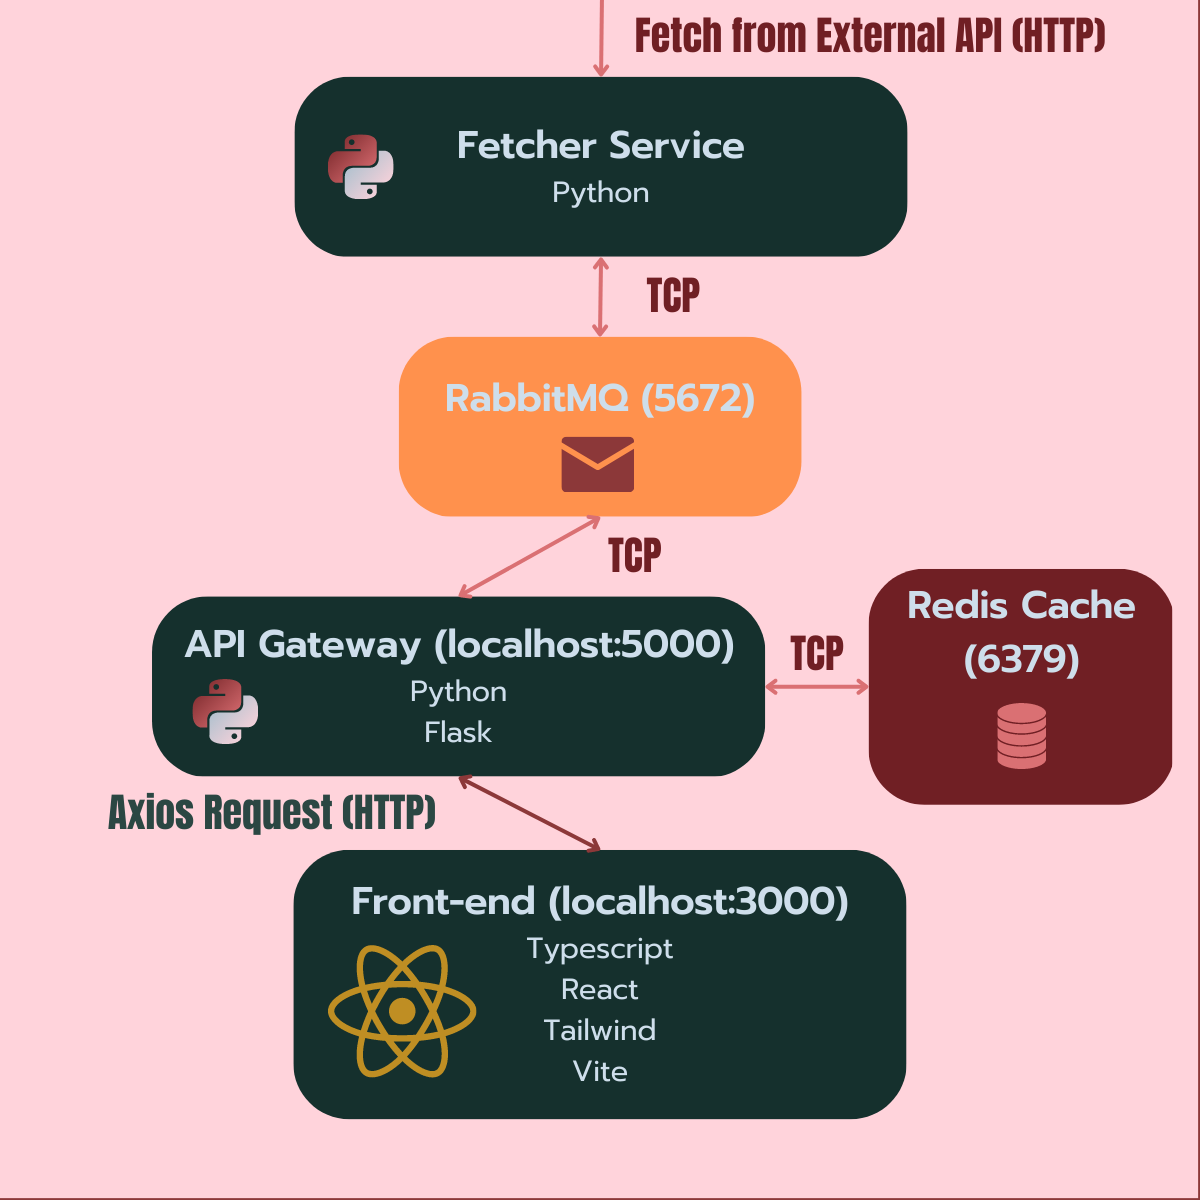 Fetch from External API (HTTP)
Fetcher Service
Python
TCP
RabbitMQ (5672)
TCP
API Gateway (localhost:5000)
Python
Flask
TCP
Redis Cache
(6379)
Axios Request (HTTP)
Front-end (localhost:3000)
Typescript
React
Tailwind
Vite